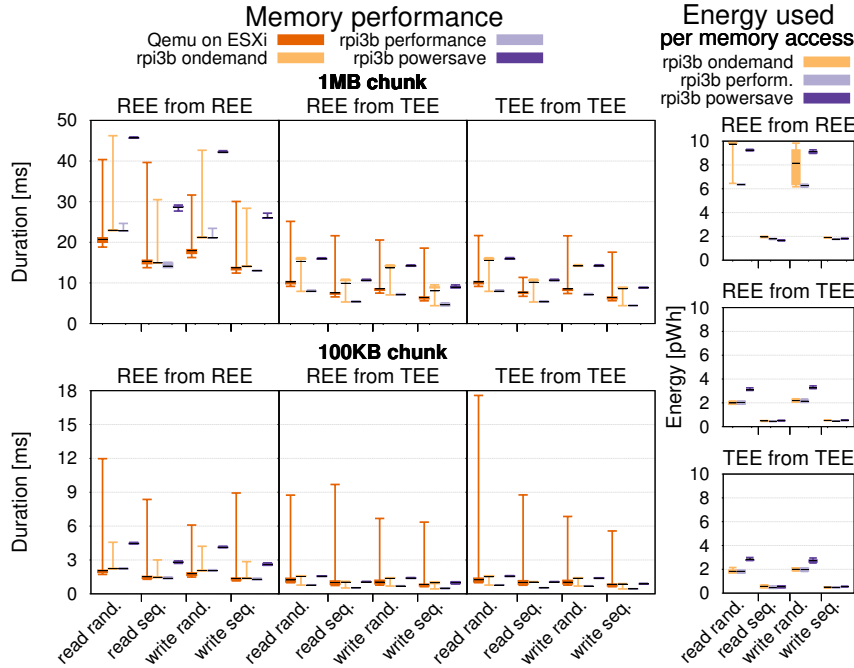 Memory performance
Qemu on ESXi
rpi3b performance
rpi3b ondemand
rpi3b powersave
1MB chunk
REE from REE
REE from TEE
TEE from TEE
Duration [ms]
50
40
30
20
10
0
100KB chunk
REE from REE
REE from TEE
TEE from TEE
Duration [ms]
18
15
12
9
6
3
0
read rand.
read seq.
write rand.
write seq.
read rand.
read seq.
write rand.
write seq.
read rand.
read seq.
write rand.
write seq.
Energy used
per memory access
rpi3b ondemand
rpi3b perform.
rpi3b powersave
Energy [pWh]
REE from REE
10
8
6
4
2
0
REE from TEE
10
8
6
4
2
0
TEE from TEE
10
8
6
4
2
0
read rand.
read seq.
write rand.
write seq.